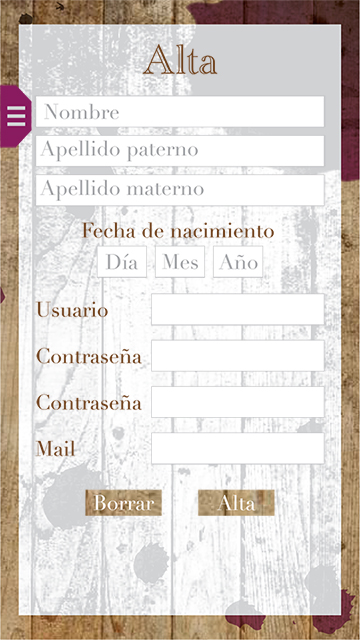 Alta
Nombre
Apellido paterno
Apellido materno
Fecha de nacimiento
Día Mes Año
Usuario
Contraseña
Contraseña
Mail
Borrar Alta